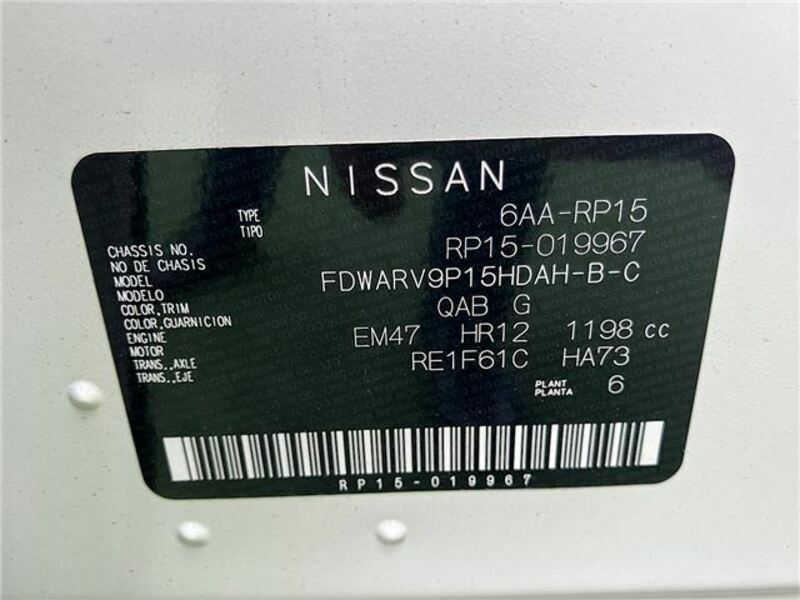 NISSAN
TYPE 6AA-RP15
TIPO
CHASSIS NO. RP15-019967
NO DE CHASIS
MODEL FDWARV9P15HDAH-B-C
MODELO
COLOR,TRIM QAB G
COLOR,GUARNICION
ENGINE EM47 HR12 1198 cc
MOTOR
TRANS.,AXLE RE1F61C HA73
TRANS.,EJE
PLANT 6
PLANTA
RP15-019967